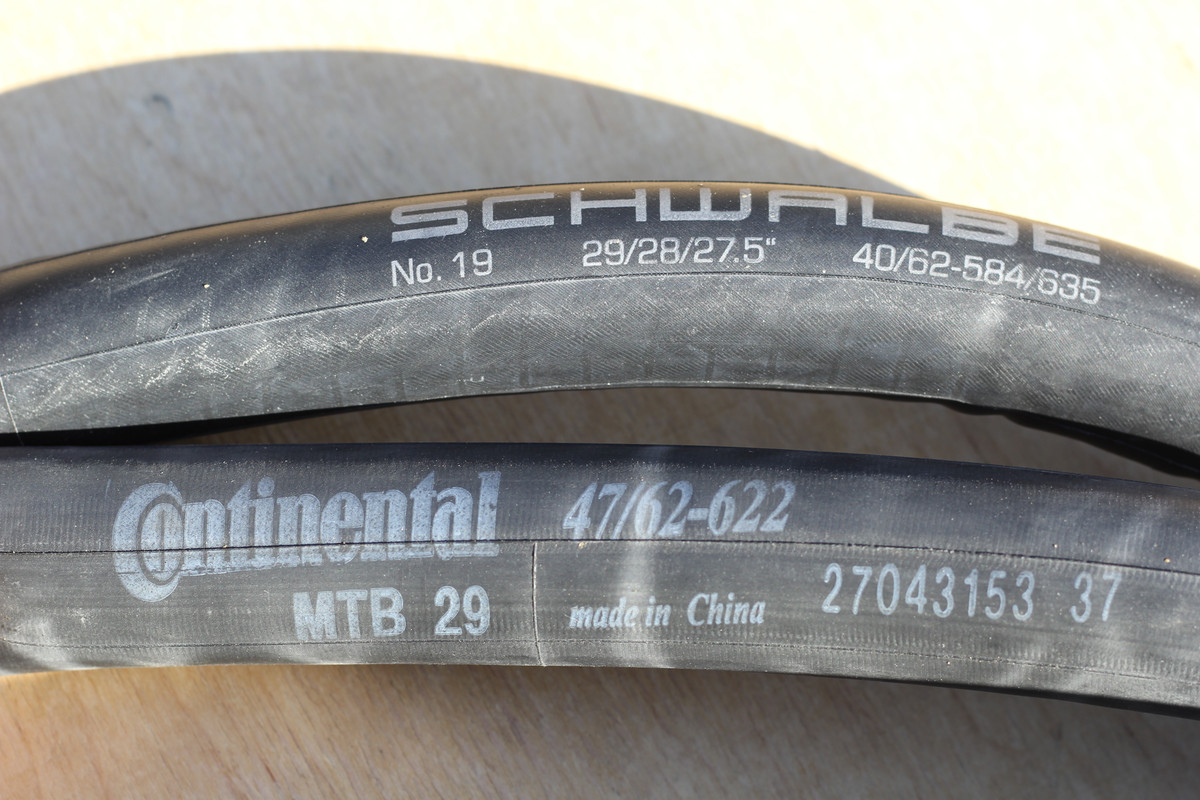 SCHWALBE
No. 19 29/28/27.5" 40/62-584/635
Continental 47/62-622
MTB 29 made in China 27043153 37